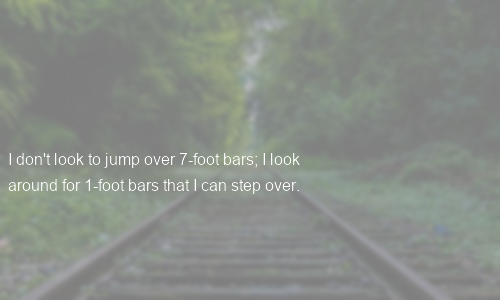 I don't look to jump over 7-foot bars; I look
around for 1-foot bars that I can step over.